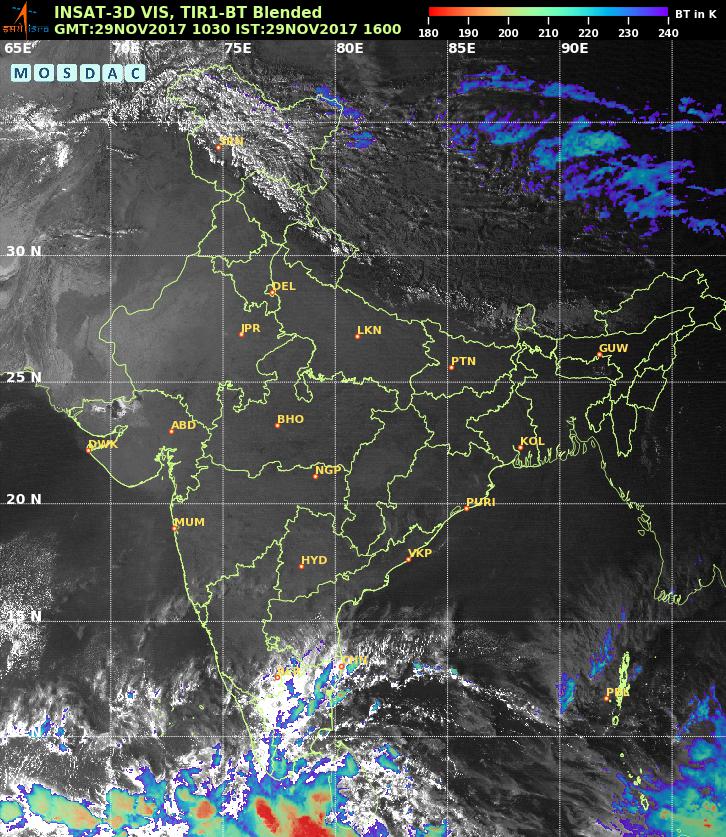 INSAT-3D VIS, TIR1-BT Blended
GMT:29NOV2017 1030 IST:29NOV2017 1600
BT in K
180 190 200 210 220 230 240
65E 70E 75E 80E 85E 90E
M O S D A C
SRN
30 N
DEL
JPR LKN
GUW
PTN
25 N
ABD BHO
DWK KOL
NGP
20 N
PURI
MUM
VKP
HYD
15 N